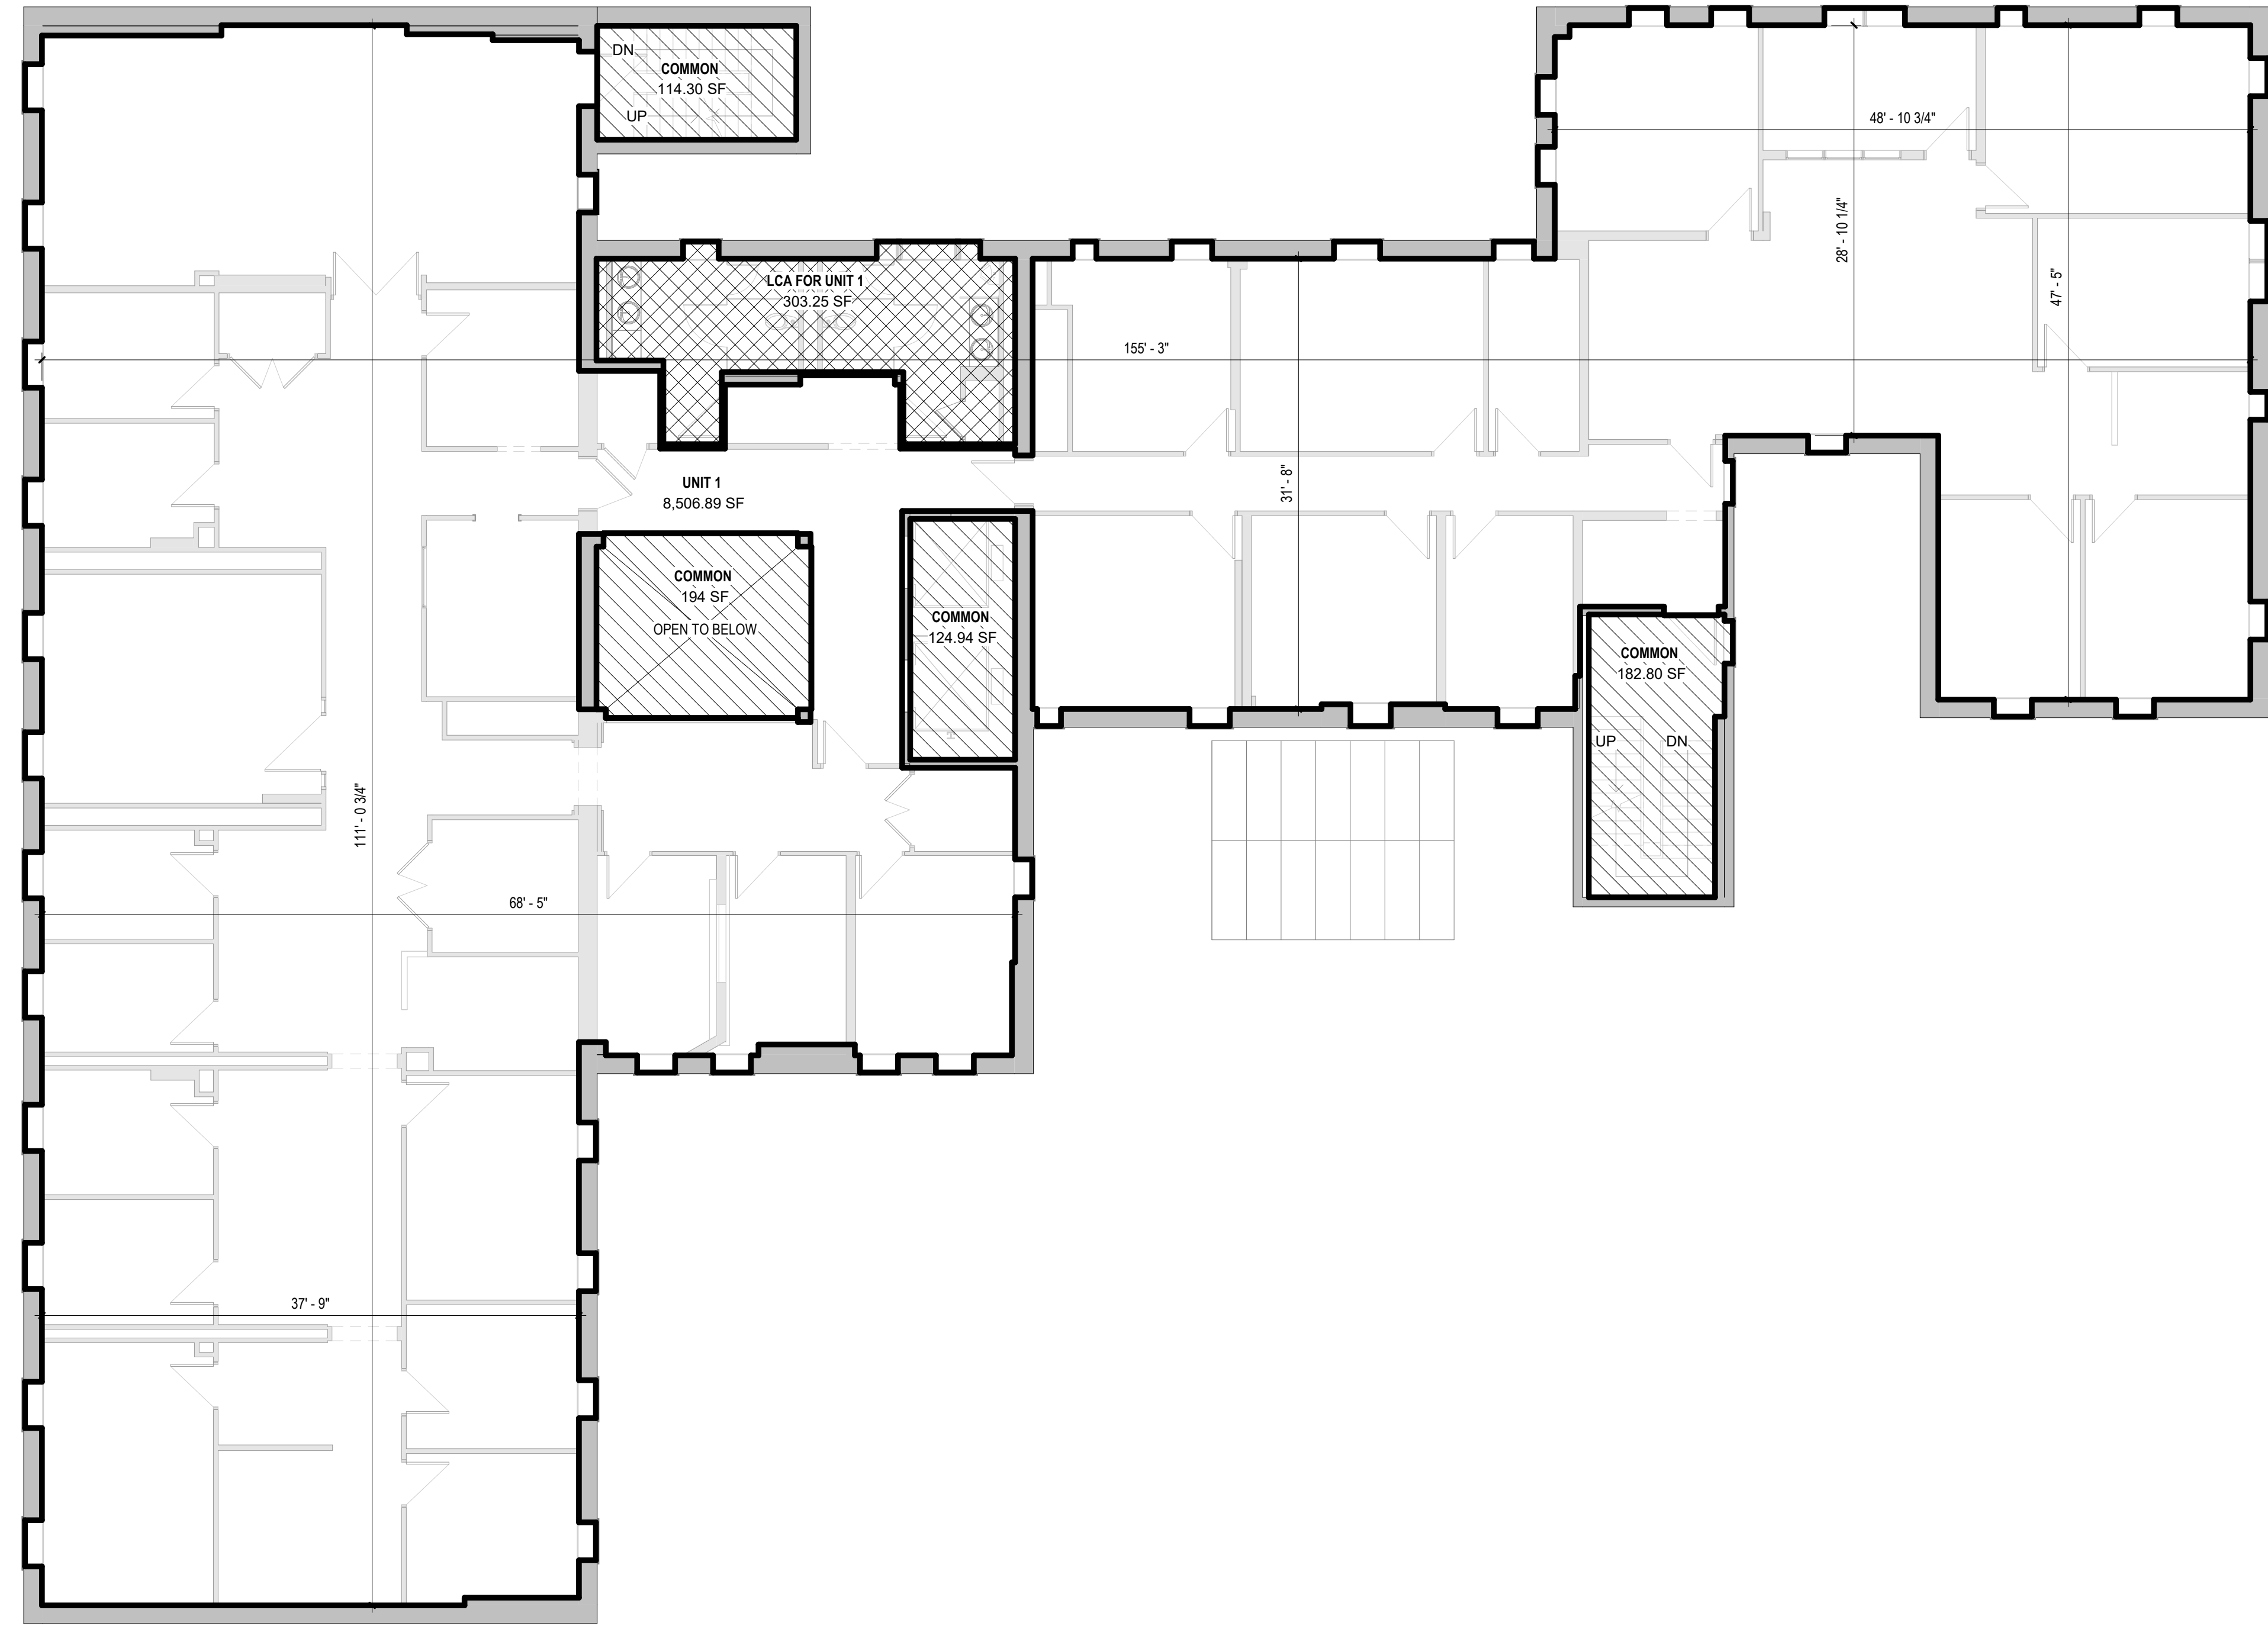 DN
COMMON
114.30 SF
UP
48' - 10 3/4"
28' - 10 1/4"
47' - 5"
LCA FOR UNIT 1
303.25 SF
155' - 3"
31' - 8"
UNIT 1
8,506.89 SF
COMMON
194 SF
OPEN TO BELOW
COMMON
124.94 SF
COMMON
182.80 SF
UP
DN
111' - 0 3/4"
68' - 5"
37' - 9"